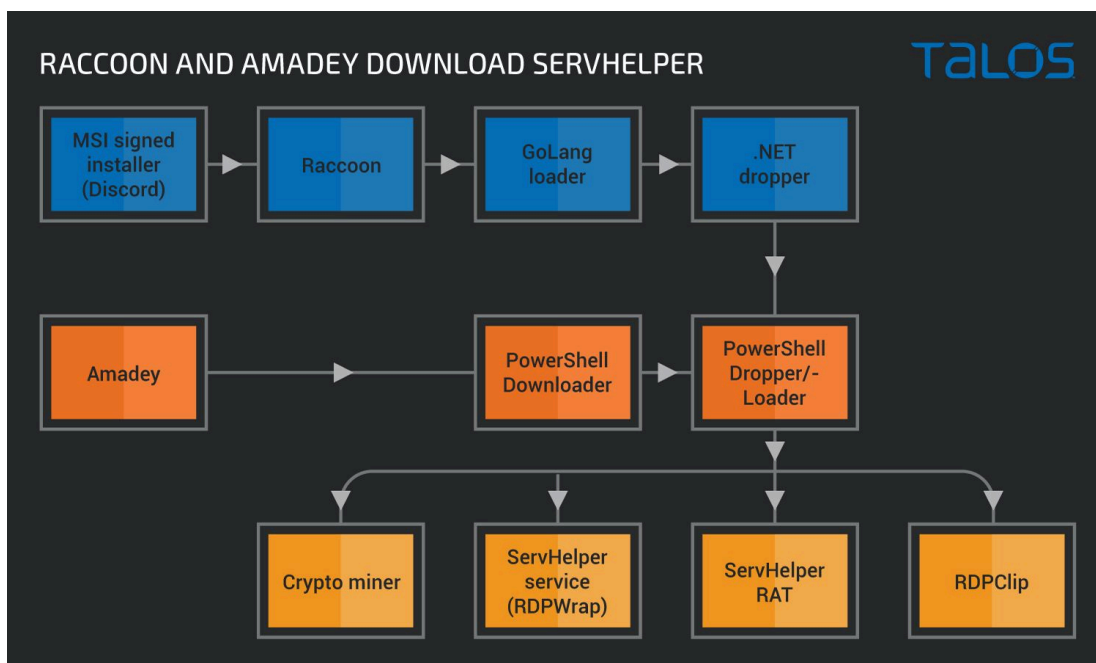 RACCOON AND AMADEY DOWNLOAD SERVHELPER
TALOS
MSI signed
installer
(Discord)
Raccoon
GoLang
loader
.NET
dropper
Amadey
PowerShell
Downloader
PowerShell
Dropper/-
Loader
Crypto miner
ServHelper
service
(RDPWrap)
ServHelper
RAT
RDPClip